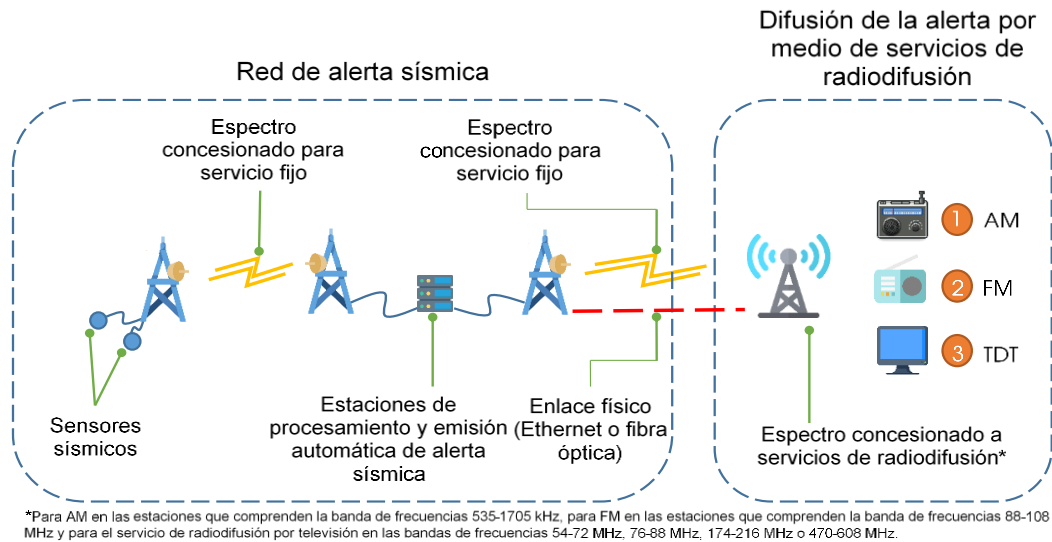 Red de alerta sísmica
Difusión de la alerta por
medio de servicios de
radiodifusión
Espectro
concesionado para
servicio fijo
Espectro
concesionado para
servicio fijo
Sensores
sísmicos
Estaciones de
procesamiento y emisión
automática de alerta
sísmica
Enlace físico
(Ethernet o fibra
óptica)
1 AM
2 FM
3 TDT
Espectro concesionado a
servicios de radiodifusión*
*Para AM en las estaciones que comprenden la banda de frecuencias 535-1705 kHz, para FM en las estaciones que comprenden la banda de frecuencias 88-108
MHz y para el servicio de radiodifusión por televisión en las bandas de frecuencias 54-72 MHz, 76-88 MHz, 174-216 MHz o 470-608 MHz.